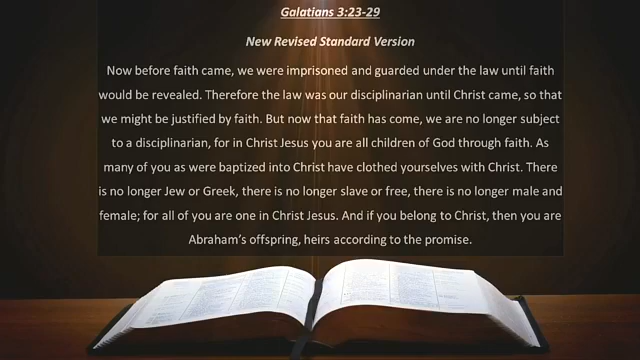 Galatians 3:23-29
New Revised Standard Version
Now before faith came, we were imprisoned and guarded under the law until faith
would be revealed. Therefore the law was our disciplinarian until Christ came, so that
we might be justified by faith. But now that faith has come, we are no longer subject
to a disciplinarian, for in Christ Jesus you are all children of God through faith. As
many of you as were baptized into Christ have clothed yourselves with Christ. There
is no longer Jew or Greek, there is no longer slave or free, there is no longer male and
female; for all of you are one in Christ Jesus. And if you belong to Christ, then you are
Abraham's offspring, heirs according to the promise.